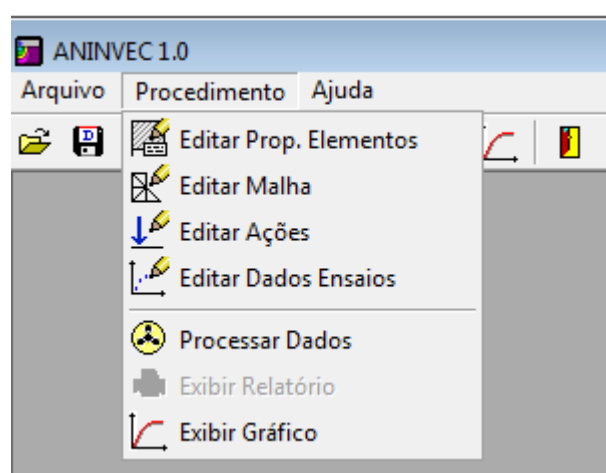 ANINVEC 1.0
Arquivo Procedimento Ajuda
Editar Prop. Elementos
Editar Malha
Editar Ações
Editar Dados Ensaios
Processar Dados
Exibir Relatório
Exibir Gráfico